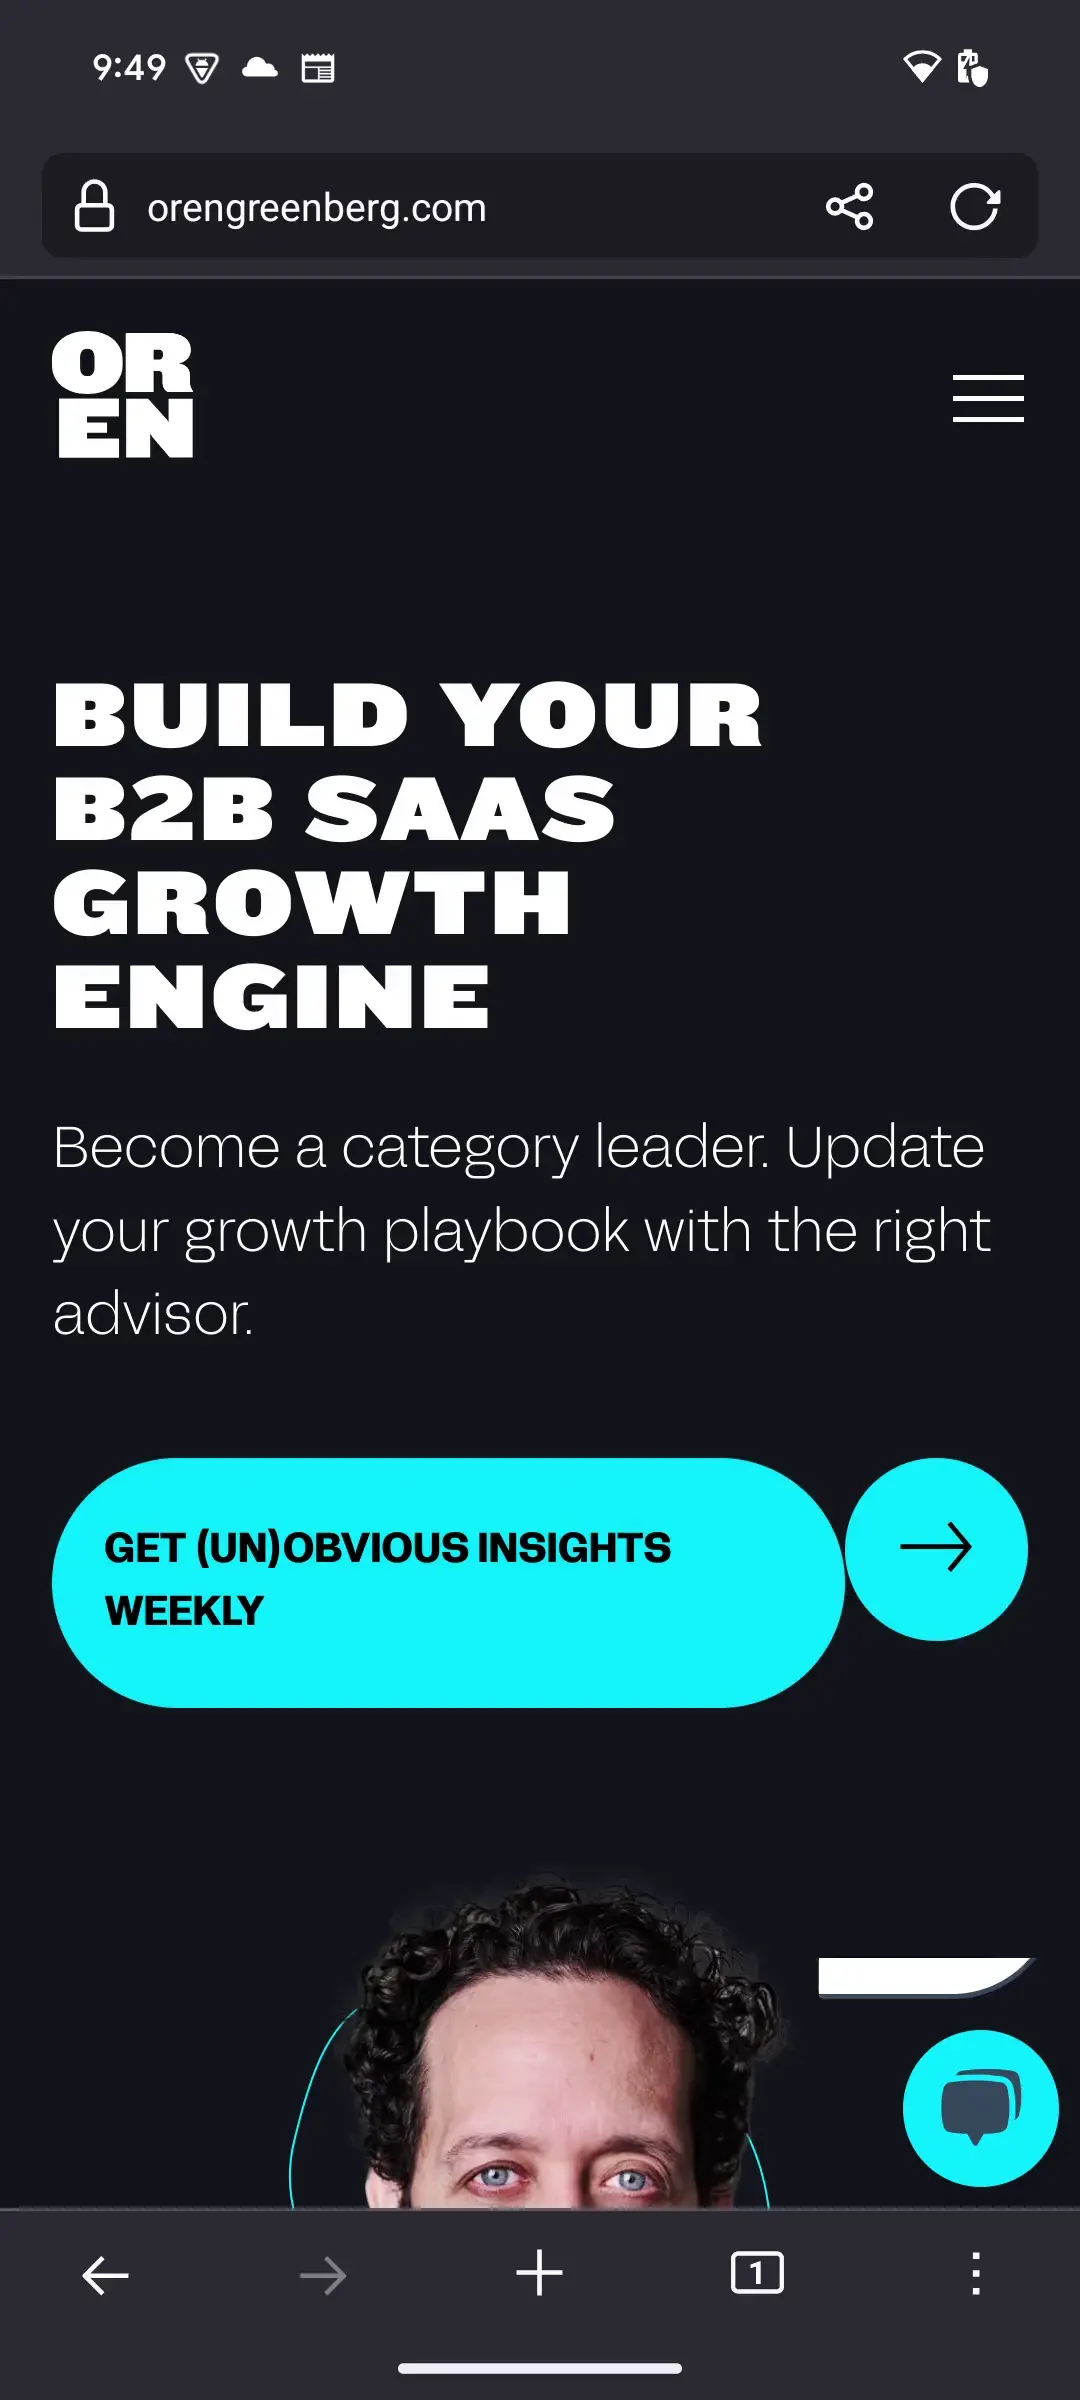 9:49
orengreenberg.com
OR
EN
BUILD YOUR
B2B SAAS
GROWTH
ENGINE
Become a category leader. Update
your growth playbook with the right
advisor.
GET (UN)OBVIOUS INSIGHTS
WEEKLY
1